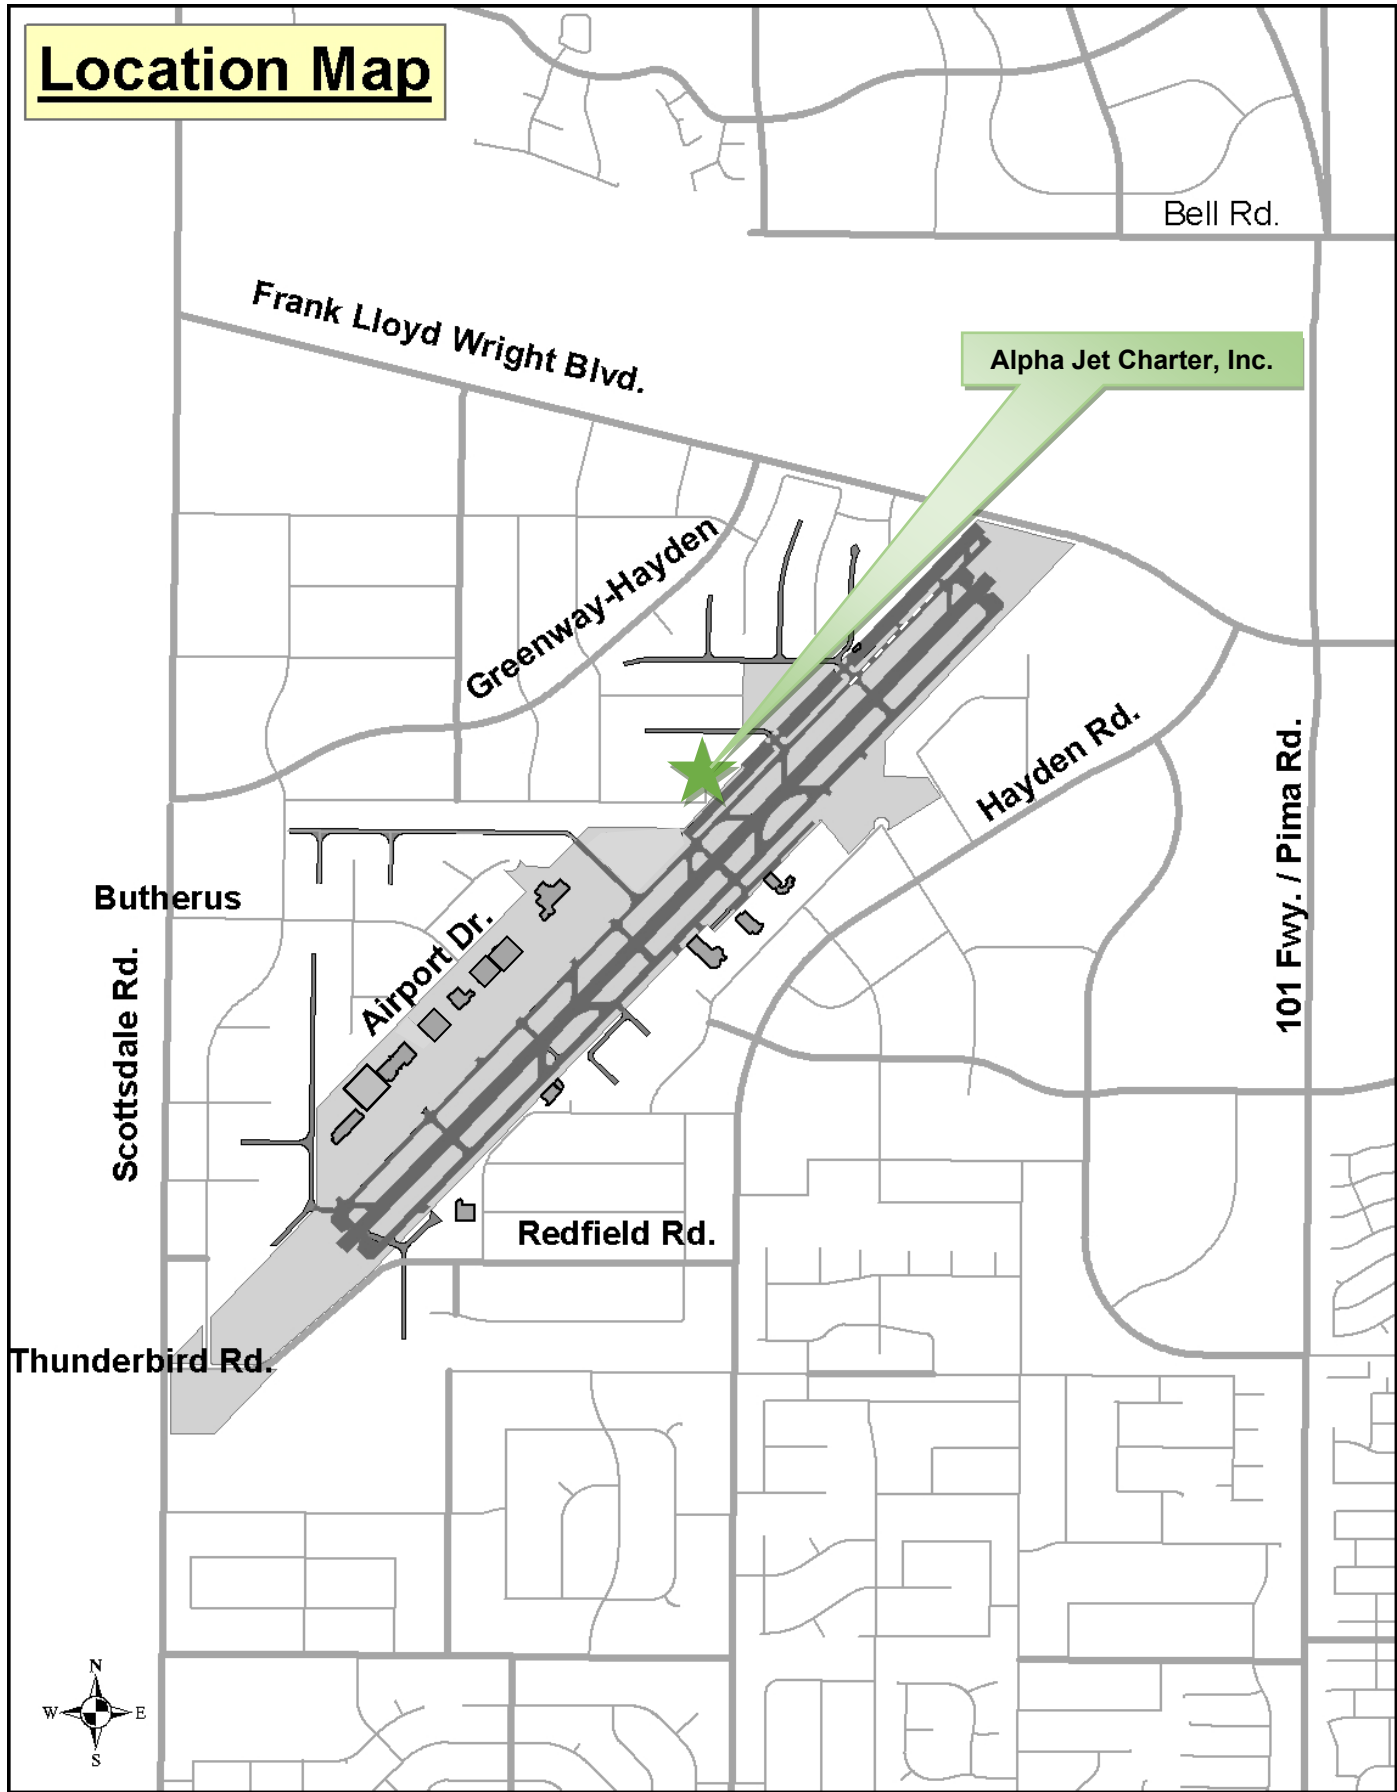 Location Map
Bell Rd.
Frank Lloyd Wright Blvd.
Alpha Jet Charter, Inc.
Greenway-Hayden
Hayden Rd.
101 Fwy. / Pima Rd.
Butherus
Airport Dr.
Scottsdale Rd.
Redfield Rd.
Thunderbird Rd.
N
W E
S